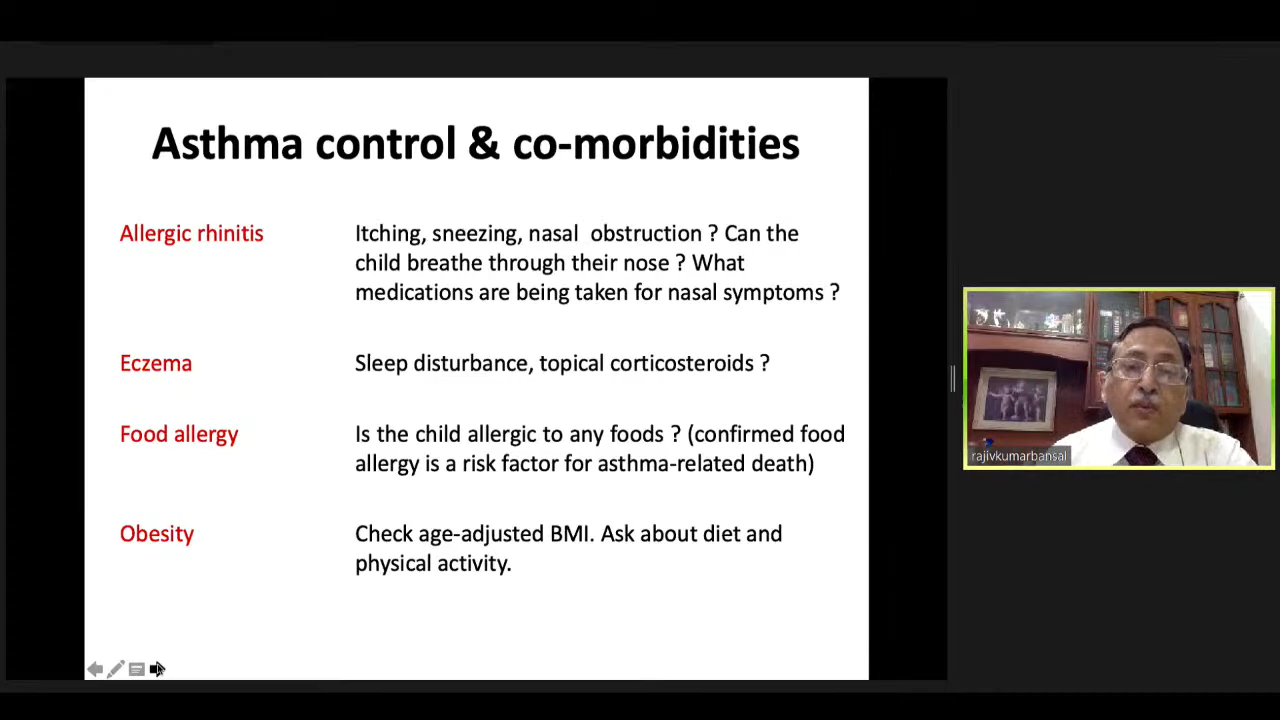 Asthma control & co-morbidities
Allergic rhinitis
Itching, sneezing, nasal obstruction ? Can the
child breathe through their nose ? What
medications are being taken for nasal symptoms ?
Eczema
Sleep disturbance, topical corticosteroids ?
Food allergy
Is the child allergic to any foods ? (confirmed food
allergy is a risk factor for asthma-related death)
Obesity
Check age-adjusted BMI. Ask about diet and
physical activity.
rajivkumarbansal